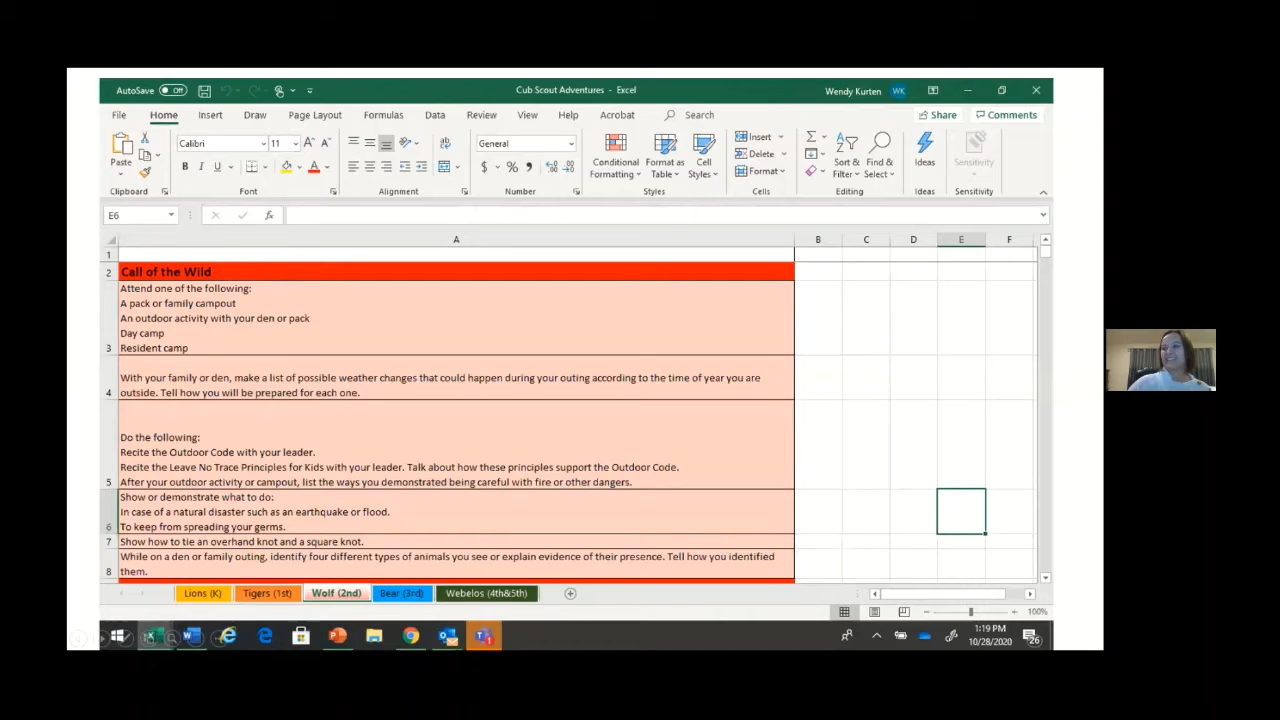 AutoSave Off
Cub Scout Adventures - Excel
Wendy Kurten WK
File Home Insert Draw Page Layout Formulas Data Review View Help Acrobat Search Share Comments
Paste
Clipboard
Calibri 11 A A
B I U A
Font
ab
Alignment
General
$ % ,
Number
Conditional Formatting
Format as Table
Cell Styles
Styles
Insert
Delete
Format
Cells
Sort & Filter
Find & Select
Editing
Ideas
Ideas
Sensitivity
Sensitivity
E6 fx
A B C D E F
1
2 Call of the Wild
Attend one of the following:
A pack or family campout
An outdoor activity with your den or pack
Day camp
3 Resident camp
With your family or den, make a list of possible weather changes that could happen during your outing according to the time of year you are
4 outside. Tell how you will be prepared for each one.
Do the following:
Recite the Outdoor Code with your leader.
Recite the Leave No Trace Principles for Kids with your leader. Talk about how these principles support the Outdoor Code.
5 After your outdoor activity or campout, list the ways you demonstrated being careful with fire or other dangers.
Show or demonstrate what to do:
In case of a natural disaster such as an earthquake or flood.
6 To keep from spreading your germs.
7 Show how to tie an overhand knot and a square knot.
While on a den or family outing, identify four different types of animals you see or explain evidence of their presence. Tell how you identified
8 them.
Lions (K) Tigers (1st) Wolf (2nd) Bear (3rd) Webelos (4th&5th)
100%
1:19 PM
10/28/2020
26